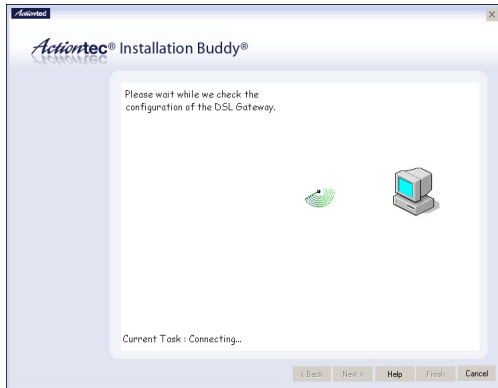 Actiontec
X
Actiontec® Installation Buddy®
Please wait while we check the
configuration of the DSL Gateway.
Current Task : Connecting...
< Back Next > Help Finish Cancel